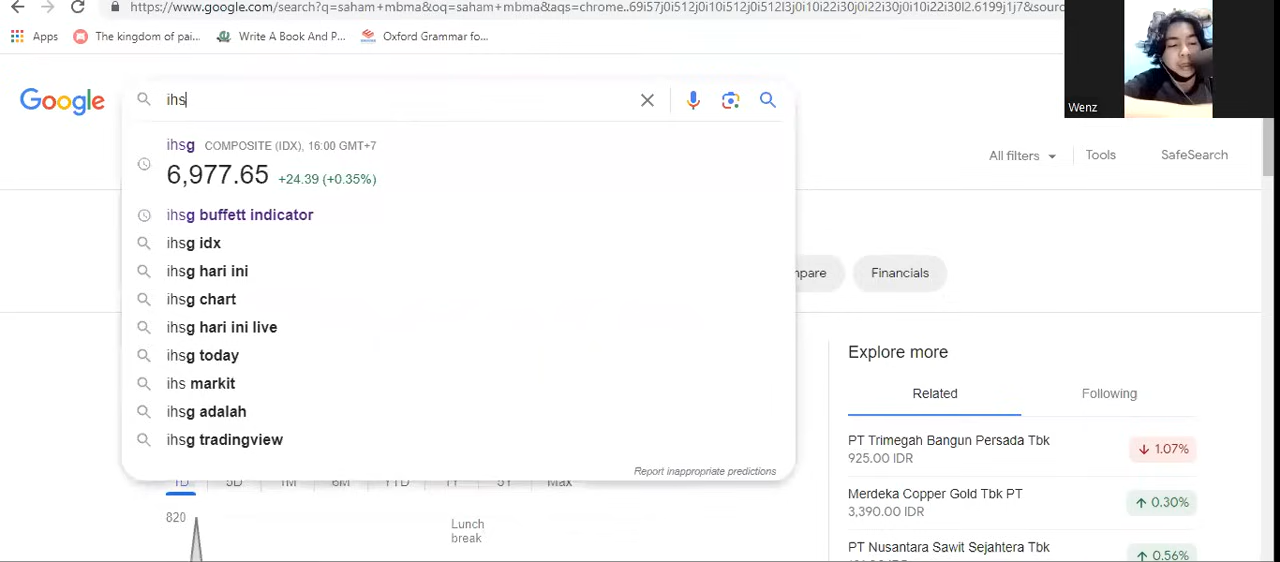 https://www.google.com/search?q=saham+mbma&oq=saham+mbma&aqs=chrome..69i57j0i512j0i10i512j0i512l3j0i10i22i30j0i22i30j0i10i22i30l2.6199j1j7&sourc
Apps The kingdom of pai... Write A Book And P... Oxford Grammar fo...
Wenz
Google
ihs
ihsg COMPOSITE (IDX), 16:00 GMT+7
6,977.65 +24.39 (+0.35%)
ihsg buffett indicator
ihsg idx
ihsg hari ini
ihsg chart
ihsg hari ini live
ihsg today
ihs markit
ihsg adalah
ihsg tradingview
Report inappropriate predictions
All filters Tools SafeSearch
mpare Financials
Explore more
Related Following
PT Trimegah Bangun Persada Tbk
925.00 IDR
1.07%
Merdeka Copper Gold Tbk PT
3,390.00 IDR
0.30%
PT Nusantara Sawit Sejahtera Tbk
0.56%
1D 5D 1M 6M YTD 1Y 5Y Max
820
Lunch
break